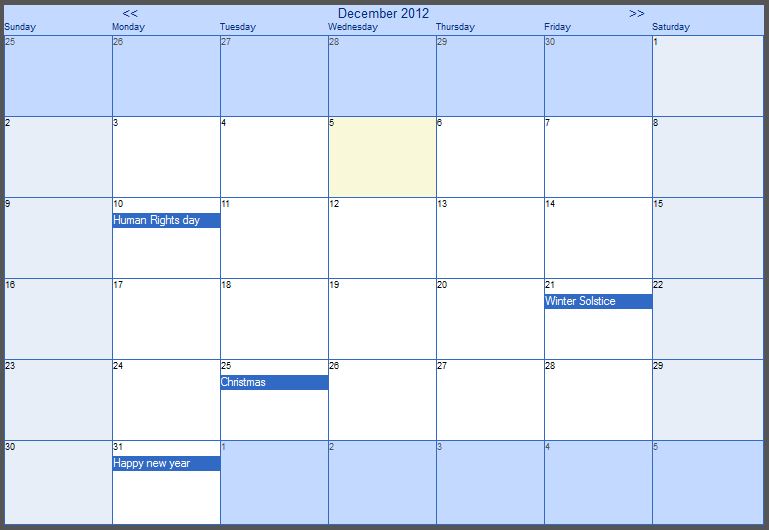 << December 2012 >>
Sunday Monday Tuesday Wednesday Thursday Friday Saturday
25 26 27 28 29 30 1
2 3 4 5 6 7 8
9 10 11 12 13 14 15
Human Rights day
16 17 18 19 20 21 22
Winter Solstice
23 24 25 26 27 28 29
Christmas
30 31 1 2 3 4 5
Happy new year